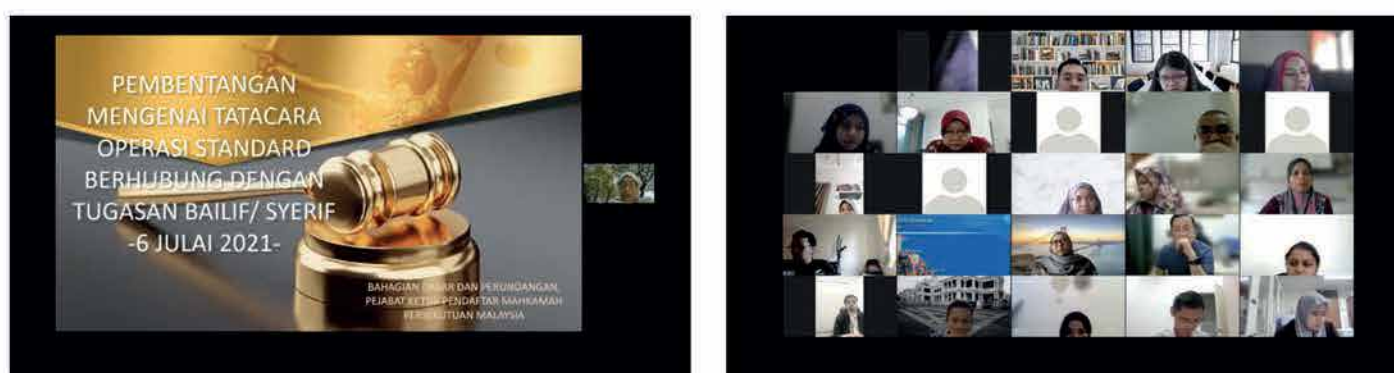 PEMBENTANGAN
MENGENAI TATACARA
OPERASI STANDARD
BERHUBUNG DENGAN
TUGASAN BAILIF/ SYERIF
-6 JULAI 2021-
BAHAGIAN DASAR DAN PERUNDANGAN,
PEJABAT KETUA PENDAFTAR MAHKAMAH
PERSEKUTUAN MALAYSIA